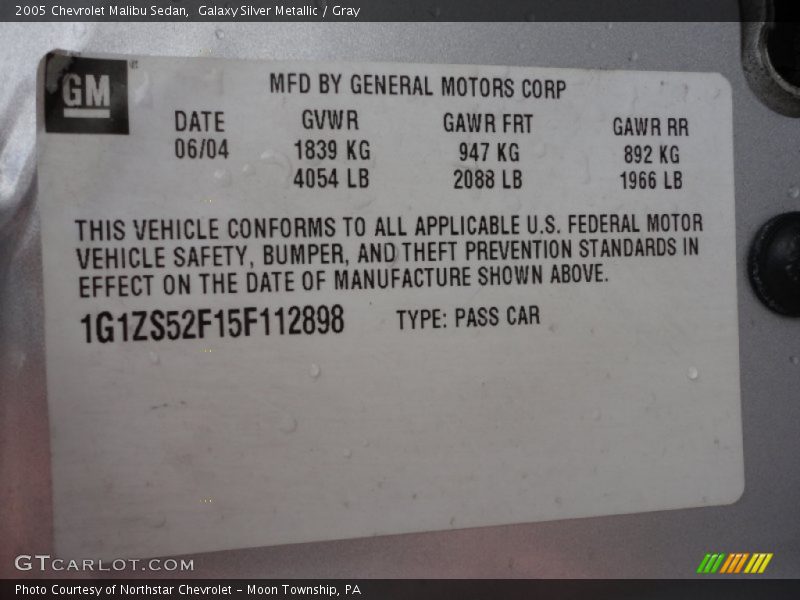 2005 Chevrolet Malibu Sedan,  Galaxy Silver Metallic / Gray
GM
MFD BY GENERAL MOTORS CORP
DATE GVWR GAWR FRT GAWR RR
06/04 1839 KG 947 KG 892 KG
4054 LB 2088 LB 1966 LB
THIS VEHICLE CONFORMS TO ALL APPLICABLE U.S. FEDERAL MOTOR
VEHICLE SAFETY, BUMPER, AND THEFT PREVENTION STANDARDS IN
EFFECT ON THE DATE OF MANUFACTURE SHOWN ABOVE.
1G1ZS52F15F112898 TYPE: PASS CAR
GTCARLOT.COM
Photo Courtesy of Northstar Chevrolet - Moon Township, PA